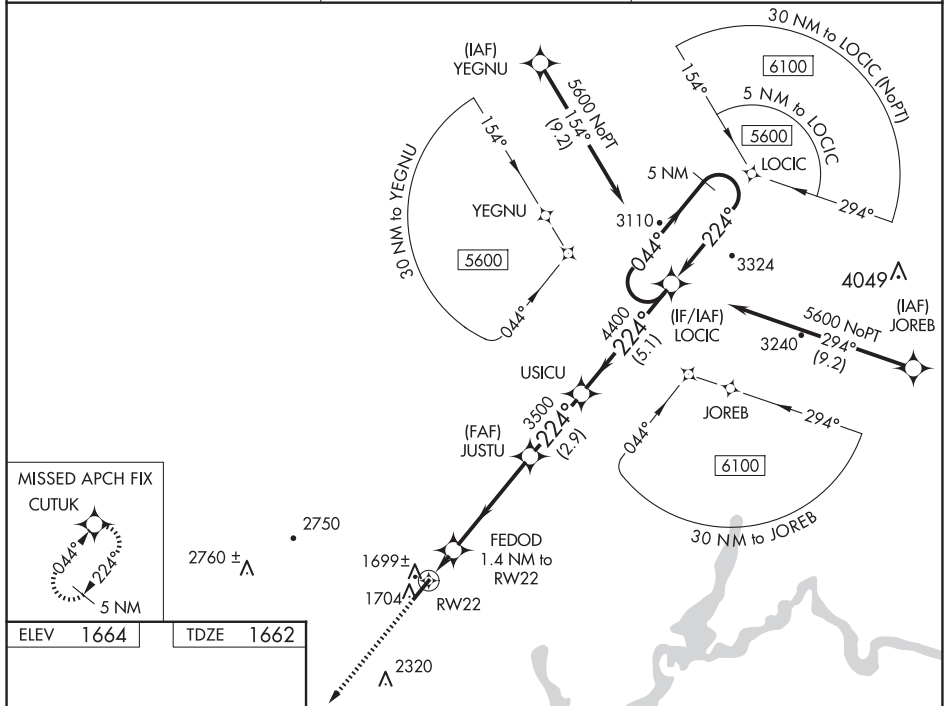 (IAF)
YEGNU
5600 NoPT
154°
(9.2)
30 NM to LOCIC (NoPT)
6100
154°
5 NM to LOCIC
5600
LOCIC
294°
30 NM to YEGNU
154°
YEGNU
5600
044°
5 NM
3110
044°
224°
3324
4049
(IAF)
JOREB
5600 NoPT
294°
(9.2)
3240
(IF/IAF)
LOCIC
4400
224°
(5.1)
USICU
3500
224°
(2.9)
(FAF)
JUSTU
JOREB
044°
294°
6100
30 NM to JOREB
MISSED APCH FIX
CUTUK
044°
224°
5 NM
2750
2760 ±
FEDOD
1.4 NM to
RW22
1699±
1704
RW22
2320
ELEV 1664
TDZE 1662